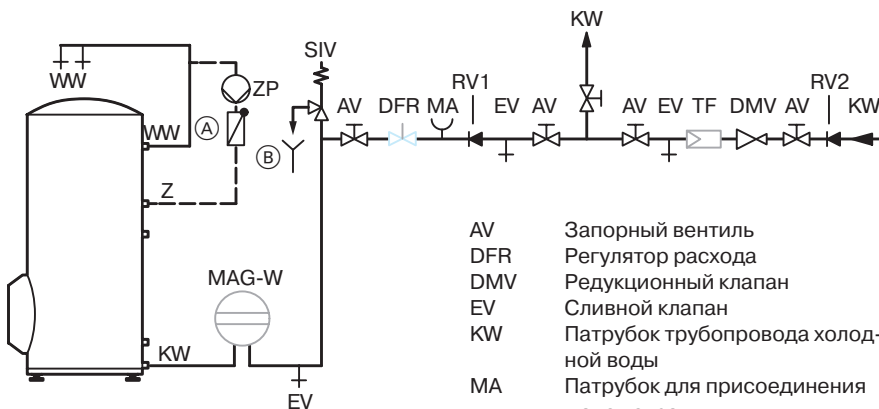 KW
SIV
WW
ZP
AV DFR MA RV1 EV AV AV EV TF DMV AV RV2 KW
WW
A
B
Z
MAG-W
KW
EV
AV Запорный вентиль
DFR Регулятор расхода
DMV Редукционный клапан
EV Сливной клапан
KW Патрубок трубопровода холод-
ной воды
MA Патрубок для присоединения